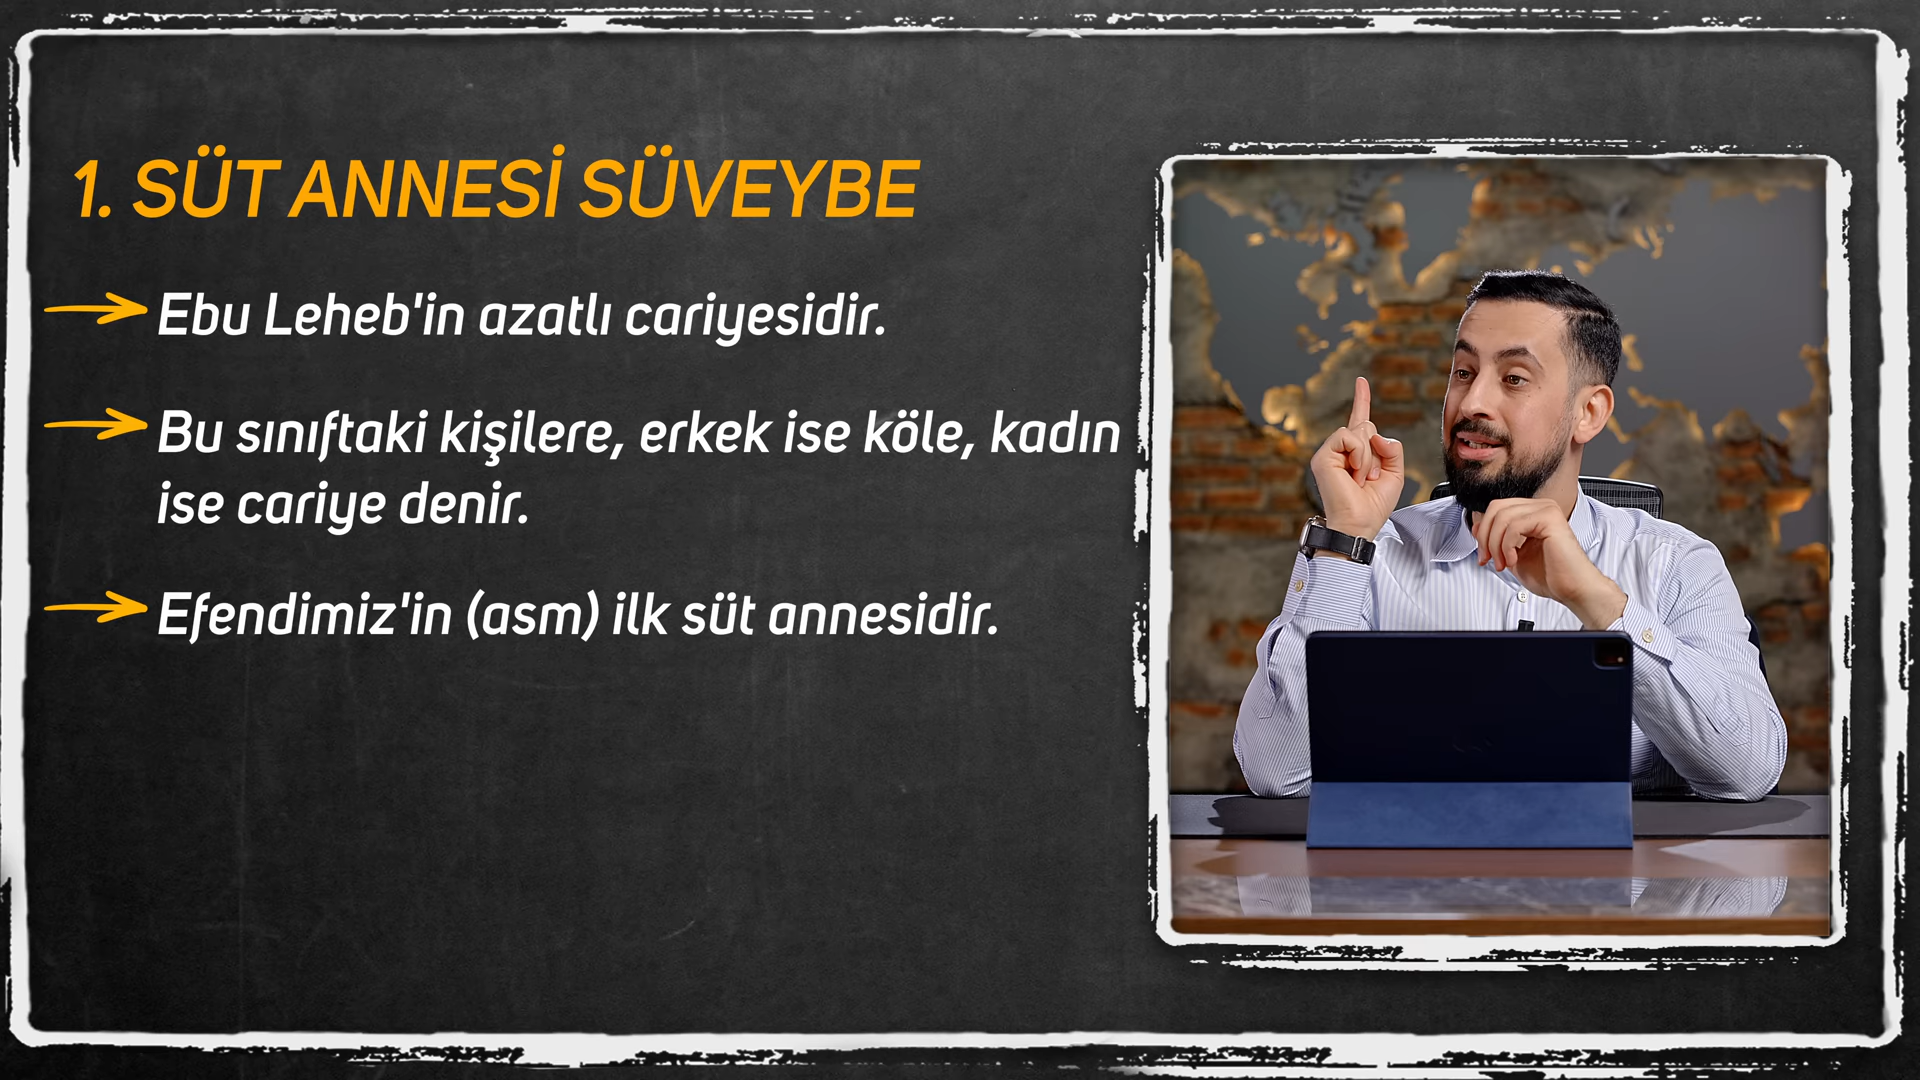 1. SÜT ANNESİ SÜVEYBE
Ebu Leheb'in azatlı cariyesidir.
Bu sınıftaki kişilere, erkek ise köle, kadın
ise cariye denir.
Efendimiz'in (asm) ilk süt annesidir.